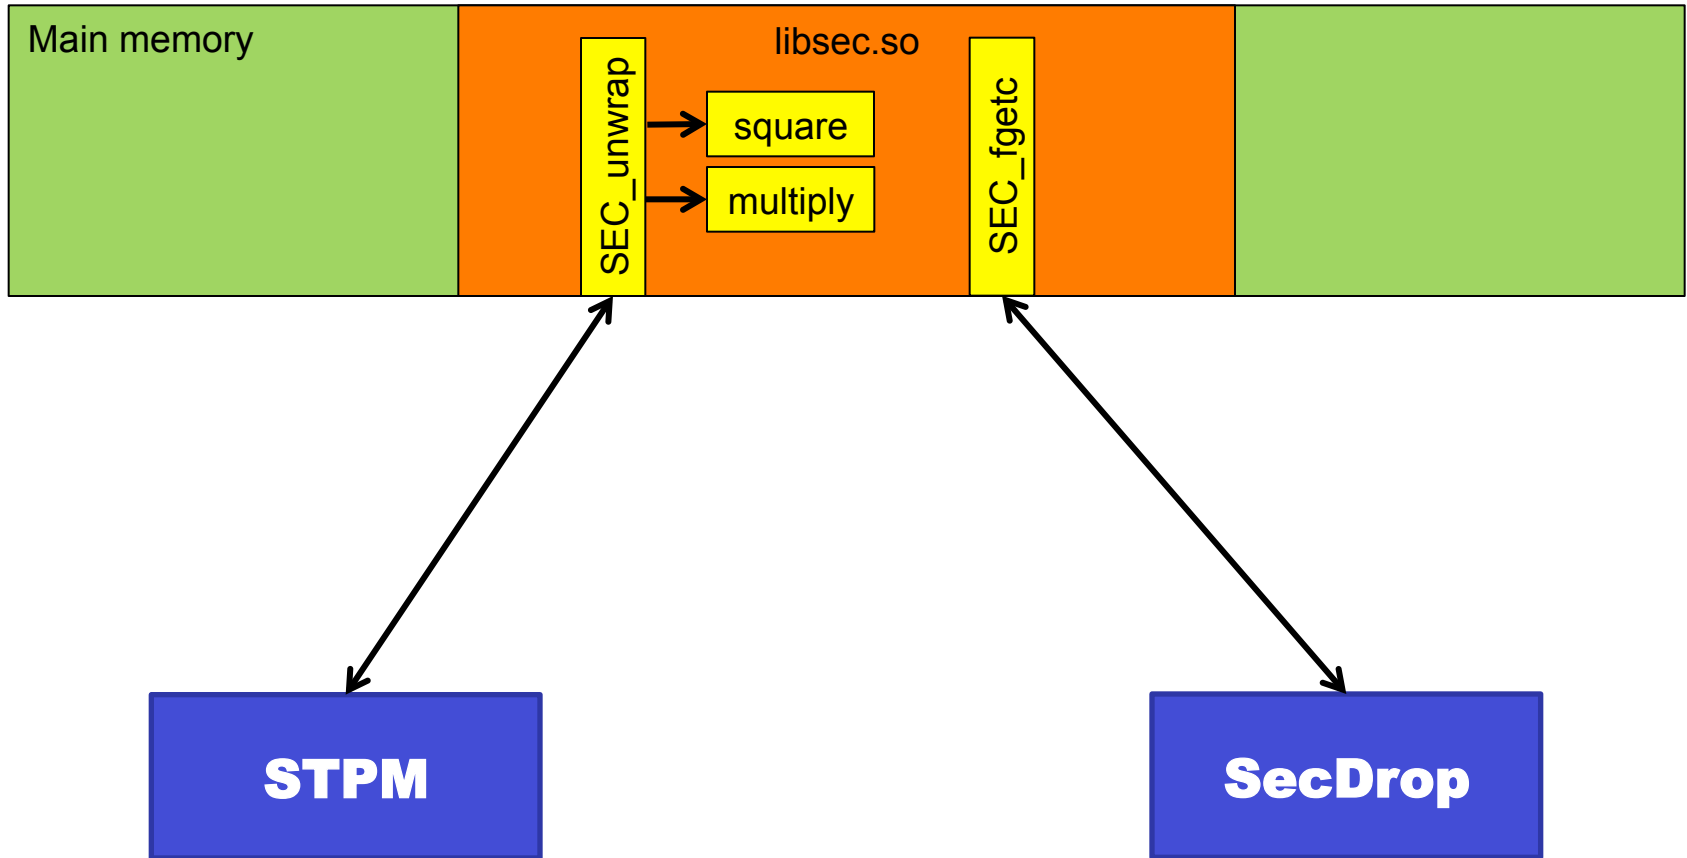 Main memory
libsec.so
SEC_unwrap
square
multiply
SEC_fgetc
STPM
SecDrop